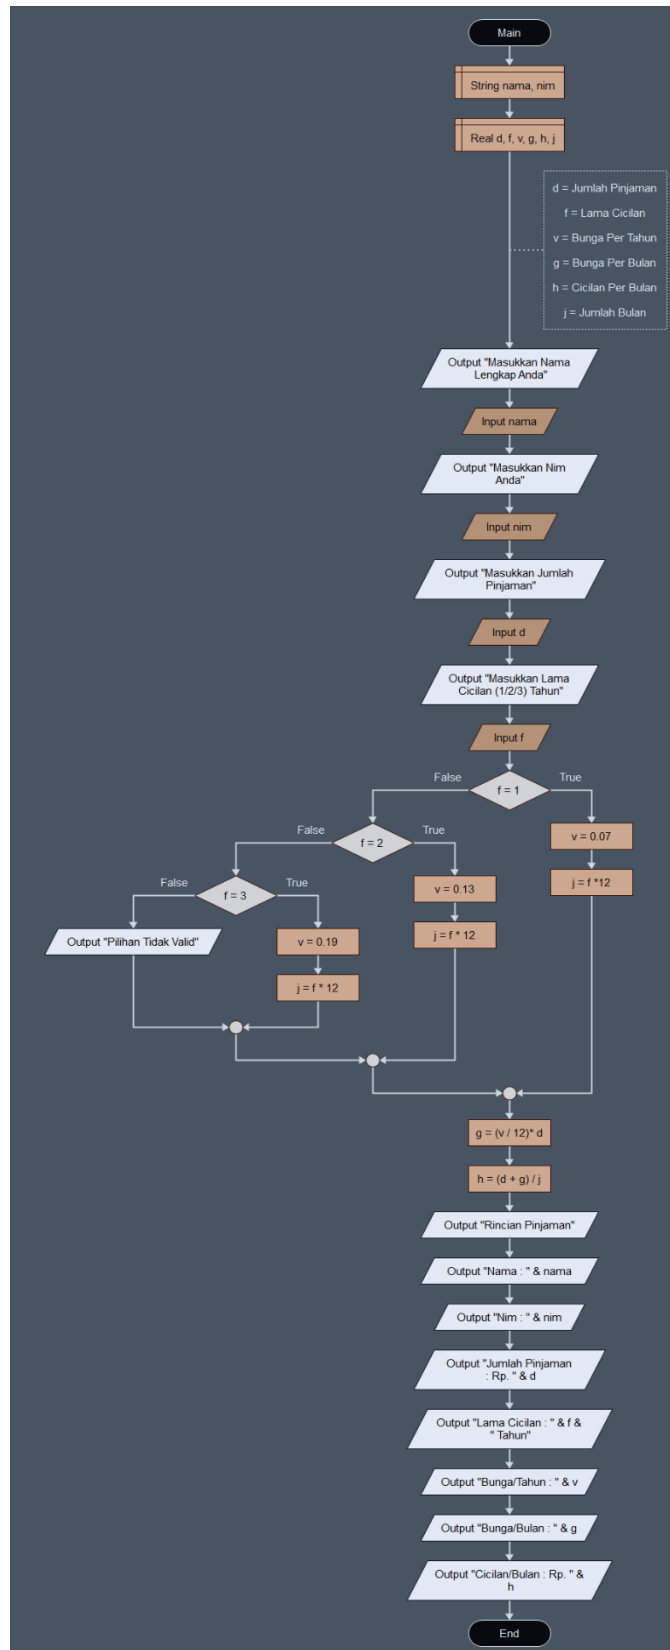 Main
String nama, nim
Real d, f, v, g, h, j
d = Jumlah Pinjaman
f = Lama Cicilan
v = Bunga Per Tahun
g = Bunga Per Bulan
h = Cicilan Per Bulan
j = Jumlah Bulan
Output "Masukkan Nama
Lengkap Anda"
Input nama
Output "Masukkan Nim
Anda"
Input nim
Output "Masukkan Jumlah
Pinjaman"
Input d
Output "Masukkan Lama
Cicilan (1/2/3) Tahun"
Input f
False
True
f = 1
False
True
f = 2
v = 0.07
j = f *12
False
True
f = 3
v = 0.13
j = f * 12
Output "Pilihan Tidak Valid"
v = 0.19
j = f * 12
g = (v / 12)* d
h = (d + g) / j
Output "Rincian Pinjaman"
Output "Nama : " & nama
Output "Nim : " & nim
Output "Jumlah Pinjaman
: Rp. " & d
Output "Lama Cicilan : " & f &
" Tahun"
Output "Bunga/Tahun : " & v
Output "Bunga/Bulan : " & g
Output "Cicilan/Bulan : Rp. " &
h
End